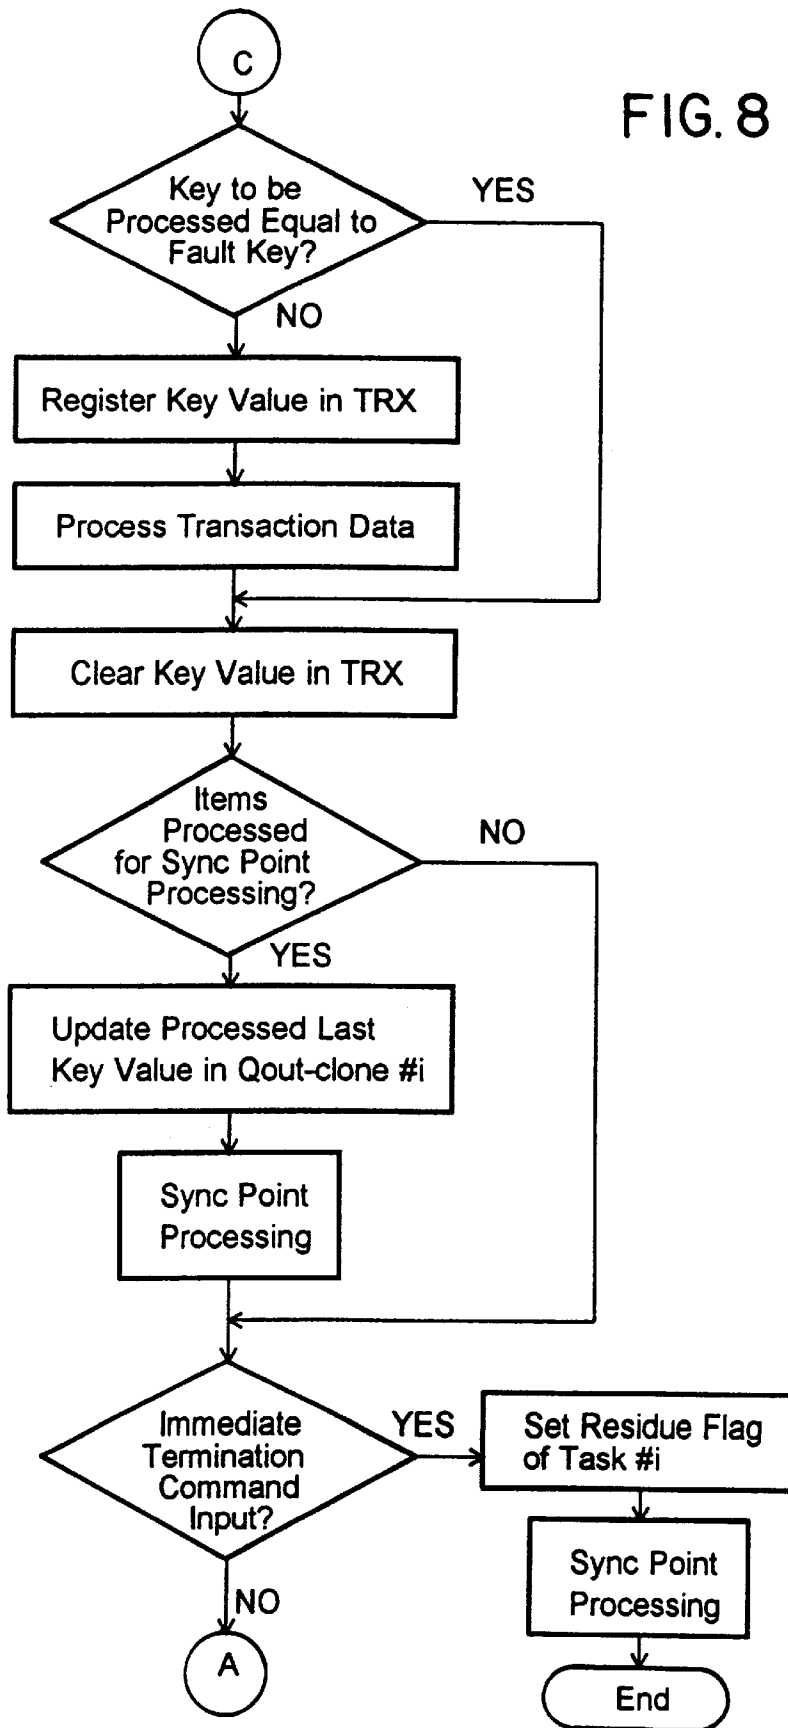 C
FIG. 8
Key to be
Processed Equal to
Fault Key?
YES
NO
Register Key Value in TRX
Process Transaction Data
Clear Key Value in TRX
Items
Processed
for Sync Point
Processing?
NO
YES
Update Processed Last
Key Value in Qout-clone #i
Sync Point
Processing
Immediate
Termination
Command
Input?
YES
Set Residue Flag
of Task #i
Sync Point
Processing
NO
A
End